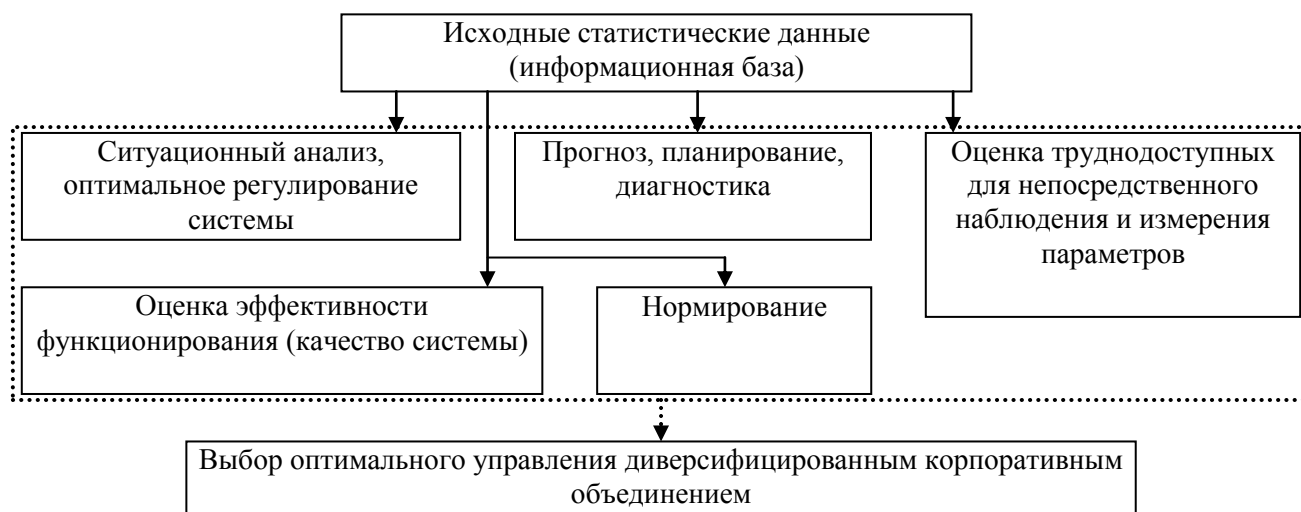 Исходные статистические данные
(информационная база)
Ситуационный анализ,
оптимальное регулирование
системы
Прогноз, планирование,
диагностика
Оценка труднодоступных
для непосредственного
наблюдения и измерения
параметров
Оценка эффективности
функционирования (качество системы)
Нормирование
Выбор оптимального управления диверсифицированным корпоративным
объединением